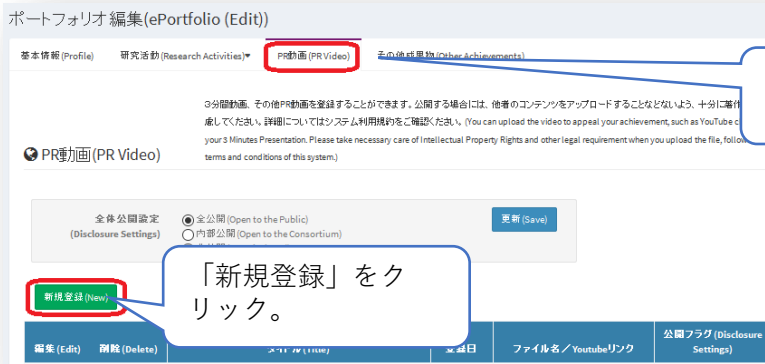 ポートフォリオ編集(ePortfolio (Edit))
基本情報(Profile) 研究活動(Research Activities) PR動画(PR Video) その他成果物(Other Achievements)
3分間動画、その他PR動画を登録することができます。公開する場合には、他者のコンテンツをアップロードすることなどないよう、十分に著作
慮してください。詳細についてはシステム利用規約をご確認ください。(You can upload the video to appeal your achievement, such as YouTube
your 3 Minutes Presentation. Please take necessary care of Intellectual Property Rights and other legal requirement when you upload the file,
terms and conditions of this system.)
PR動画(PR Video)
全体公開設定
(Disclosure Settings)
全公開(Open to the Public)
内部公開(Open to the Consortium)
更新(Save)
「新規登録」をク
リック。
新規登録(New)
編集(Edit) 削除(Delete) タイトル(Title) 登録日 ファイル名/Youtubeリンク 公開フラグ(Disclosure
Settings)